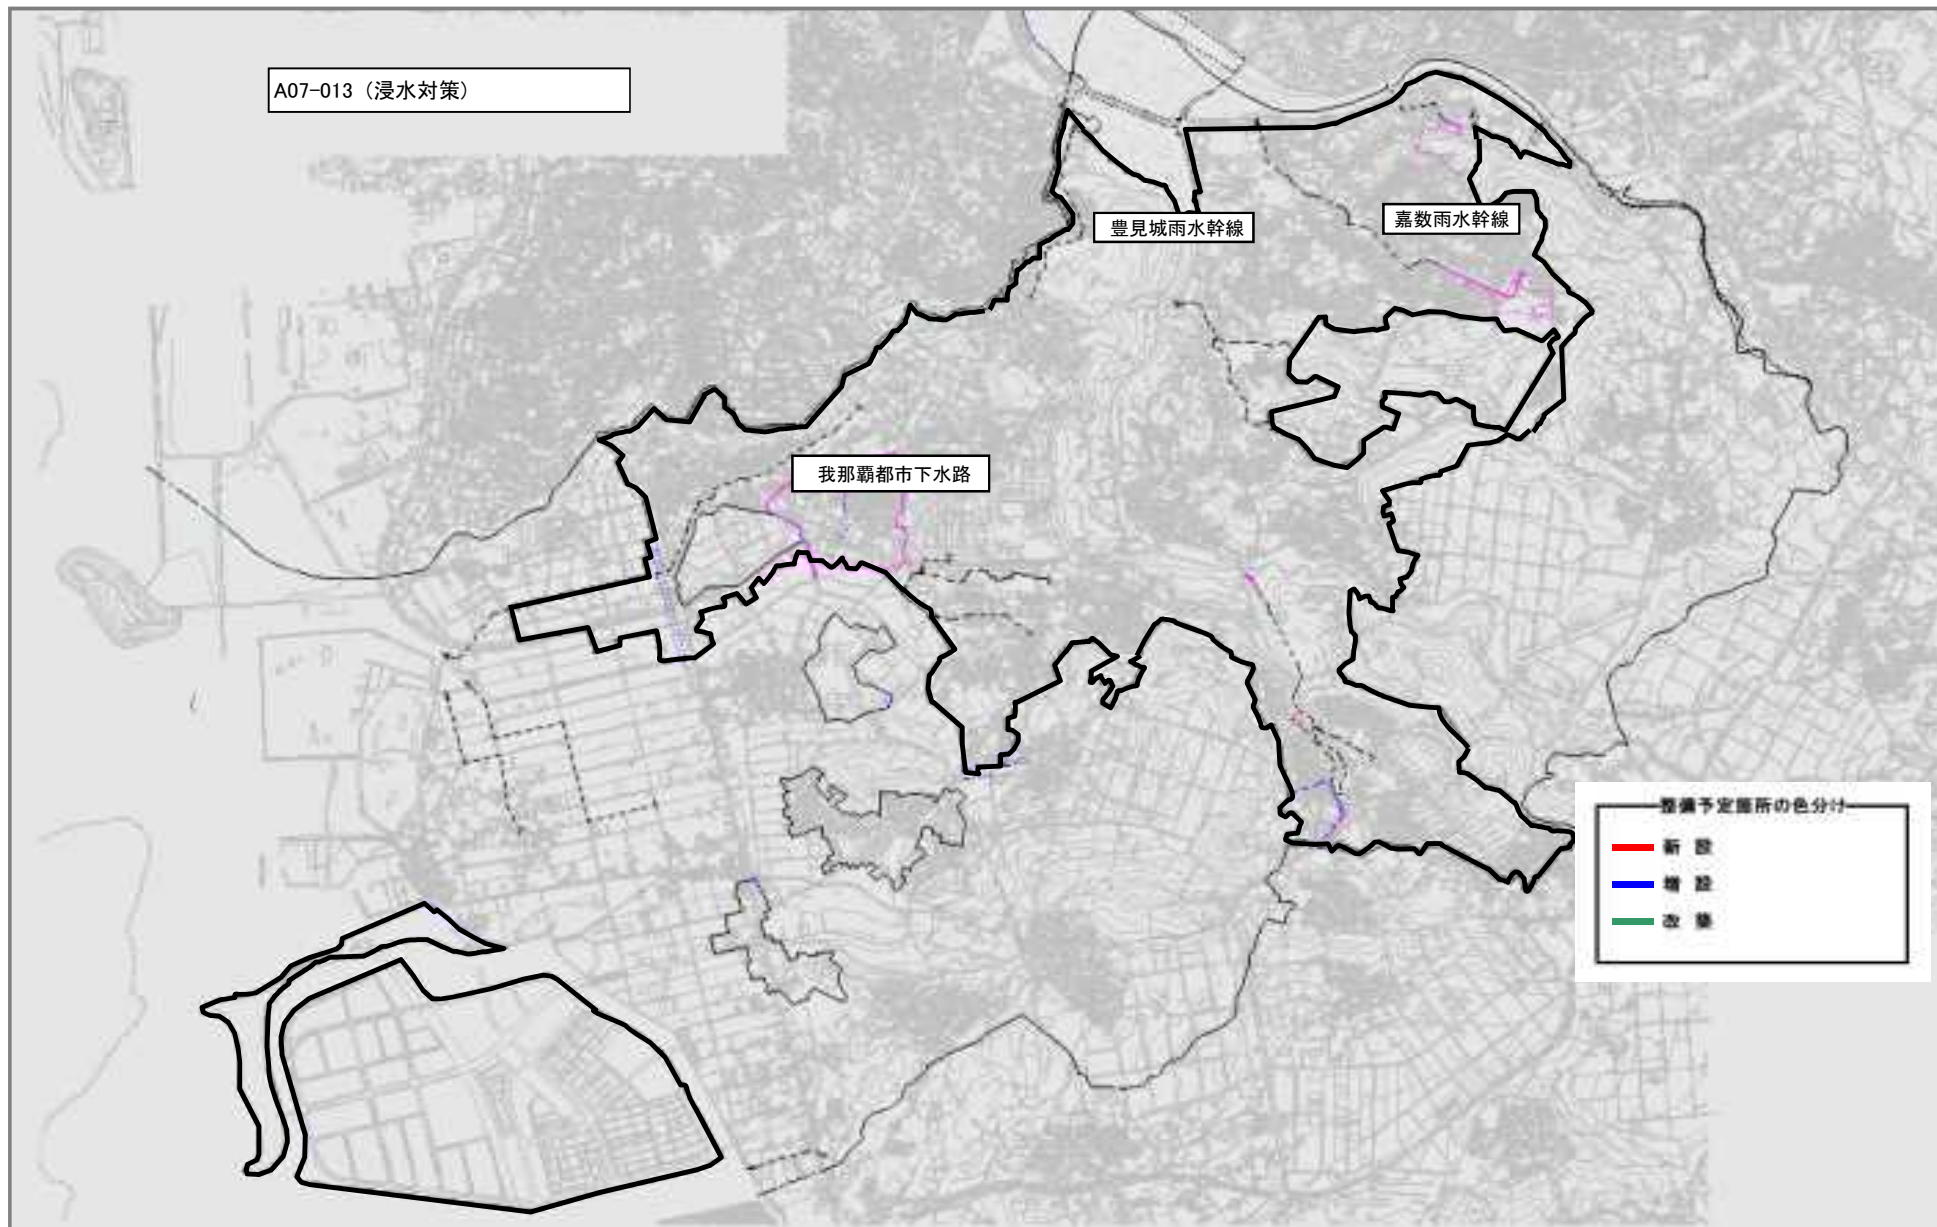 A07-013（浸水対策）
豊見城雨水幹線
嘉数雨水幹線
我那覇都市下水路
整備予定箇所の色分け
新 設
増 設
改 築